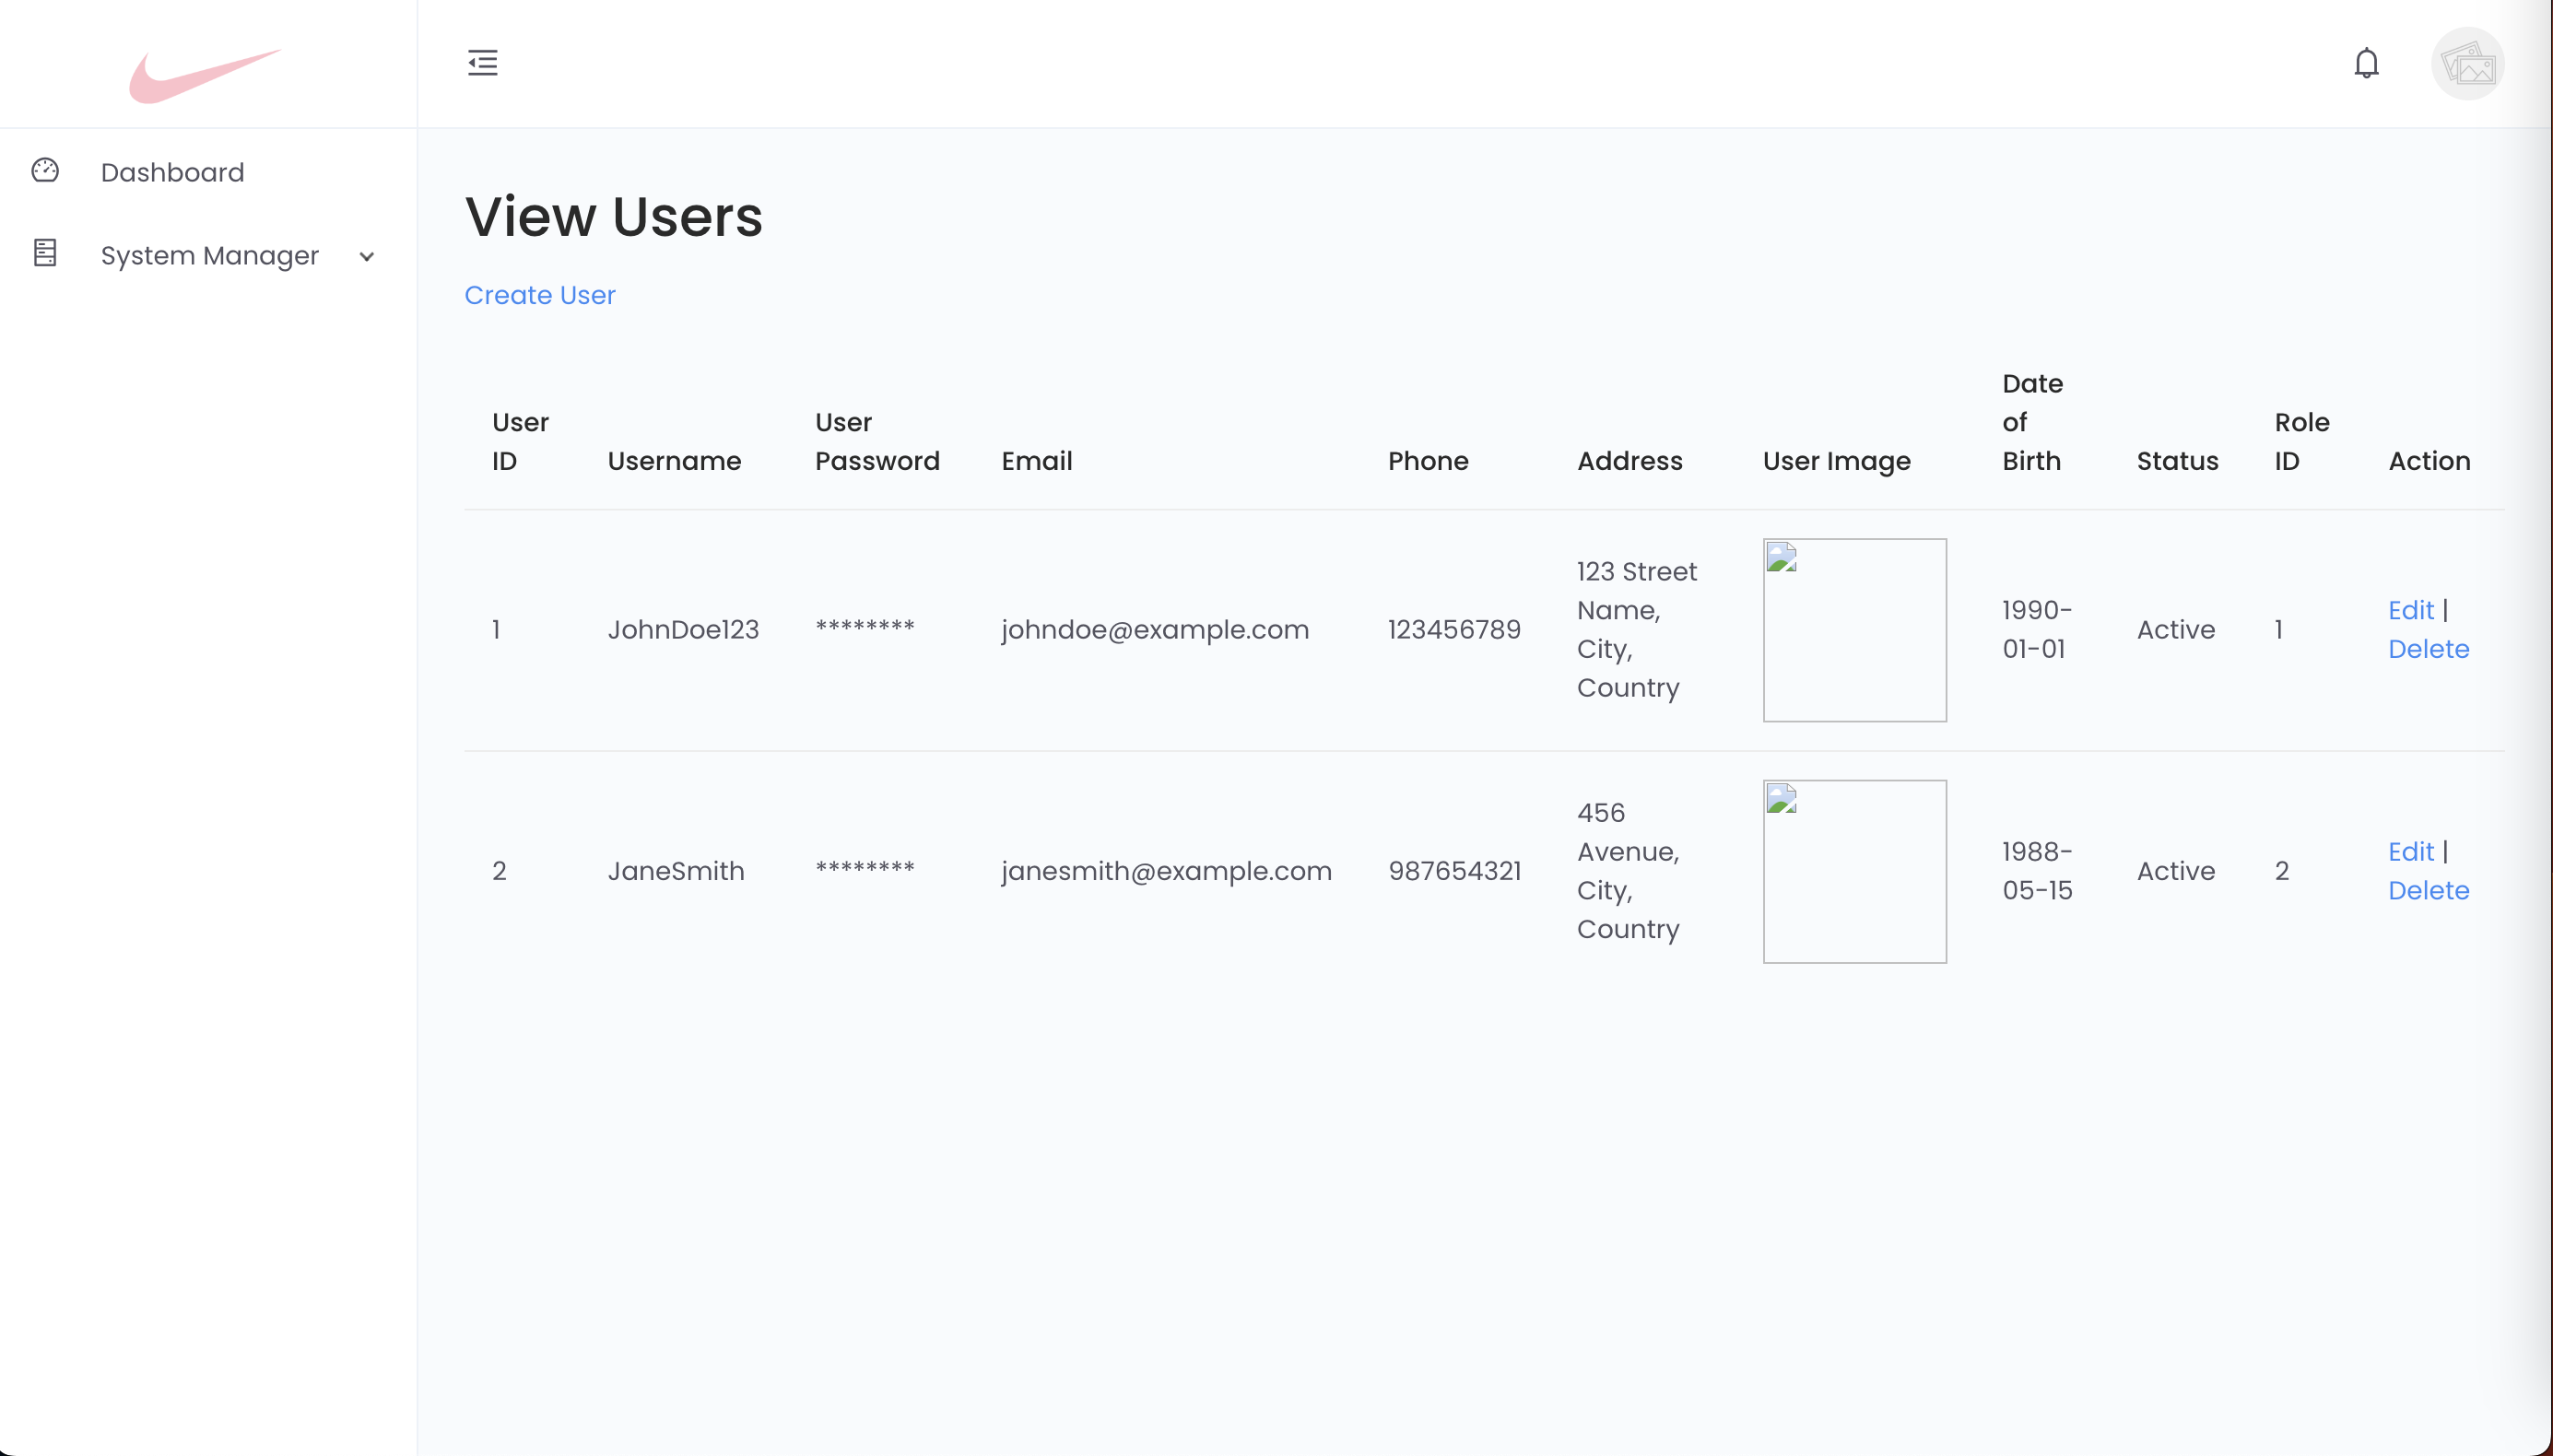 Dashboard
System Manager
View Users
Create User
User ID
Username
User Password
Email
Phone
Address
User Image
Date of Birth
Status
Role ID
Action
1
JohnDoe123
********
johndoe@example.com
123456789
123 Street
Name,
City,
Country
1990-
01-01
Active
1
Edit |
Delete
2
JaneSmith
********
janesmith@example.com
987654321
456
Avenue,
City,
Country
1988-
05-15
Active
2
Edit |
Delete